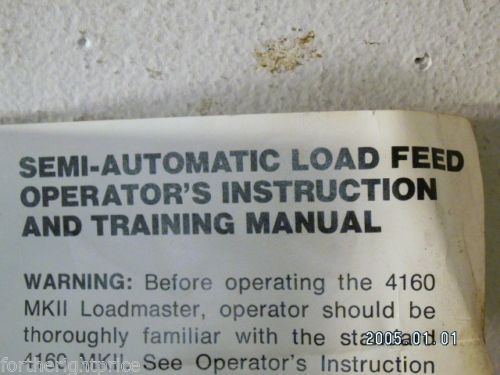 SEMI-AUTOMATIC LOAD FEED
OPERATOR'S INSTRUCTION
AND TRAINING MANUAL
WARNING: Before operating the 4160
MKII Loadmaster, operator should be
thoroughly familiar with the
2005.01.01
4160 MKII. See Operator's Instruction
fortherightprice